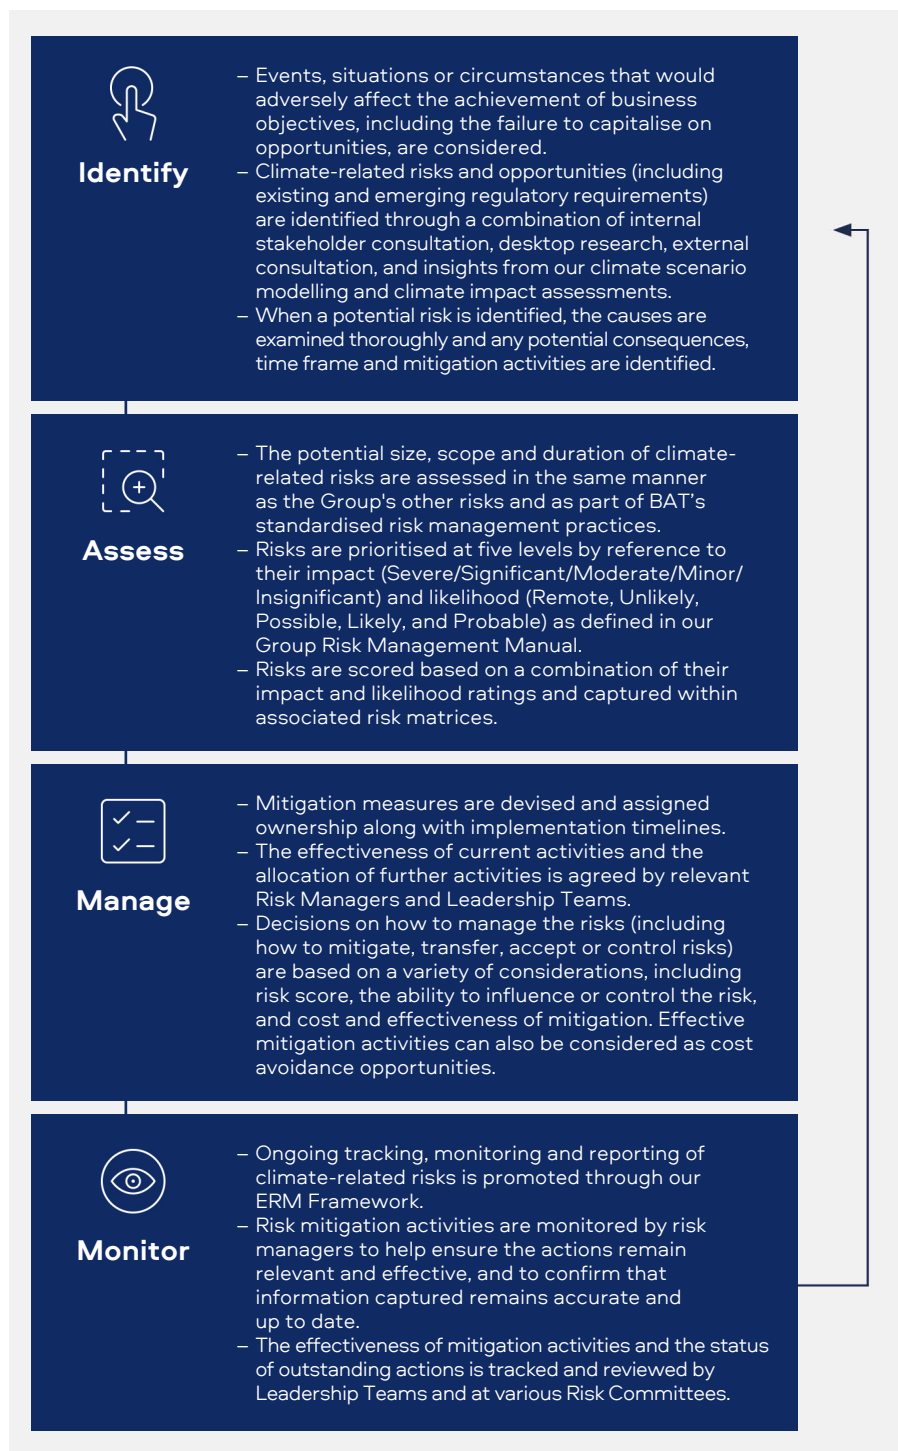 Identify
– Events, situations or circumstances that would
adversely affect the achievement of business
objectives, including the failure to capitalise on
opportunities, are considered.
– Climate-related risks and opportunities (including
existing and emerging regulatory requirements)
are identified through a combination of internal
stakeholder consultation, desktop research, external
consultation, and insights from our climate scenario
modelling and climate impact assessments.
– When a potential risk is identified, the causes are
examined thoroughly and any potential consequences,
time frame and mitigation activities are identified.
Assess
– The potential size, scope and duration of climate-
related risks are assessed in the same manner
as the Group's other risks and as part of BAT’s
standardised risk management practices.
– Risks are prioritised at five levels by reference to
their impact (Severe/Significant/Moderate/Minor/
Insignificant) and likelihood (Remote, Unlikely,
Possible, Likely, and Probable) as defined in our
Group Risk Management Manual.
– Risks are scored based on a combination of their
impact and likelihood ratings and captured within
associated risk matrices.
Manage
– Mitigation measures are devised and assigned
ownership along with implementation timelines.
– The effectiveness of current activities and the
allocation of further activities is agreed by relevant
Risk Managers and Leadership Teams.
– Decisions on how to manage the risks (including
how to mitigate, transfer, accept or control risks)
are based on a variety of considerations, including
risk score, the ability to influence or control the risk,
and cost and effectiveness of mitigation. Effective
mitigation activities can also be considered as cost
avoidance opportunities.
Monitor
– Ongoing tracking, monitoring and reporting of
climate-related risks is promoted through our
ERM Framework.
– Risk mitigation activities are monitored by risk
managers to help ensure the actions remain
relevant and effective, and to confirm that
information captured remains accurate and
up to date.
– The effectiveness of mitigation activities and the status
of outstanding actions is tracked and reviewed by
Leadership Teams and at various Risk Committees.